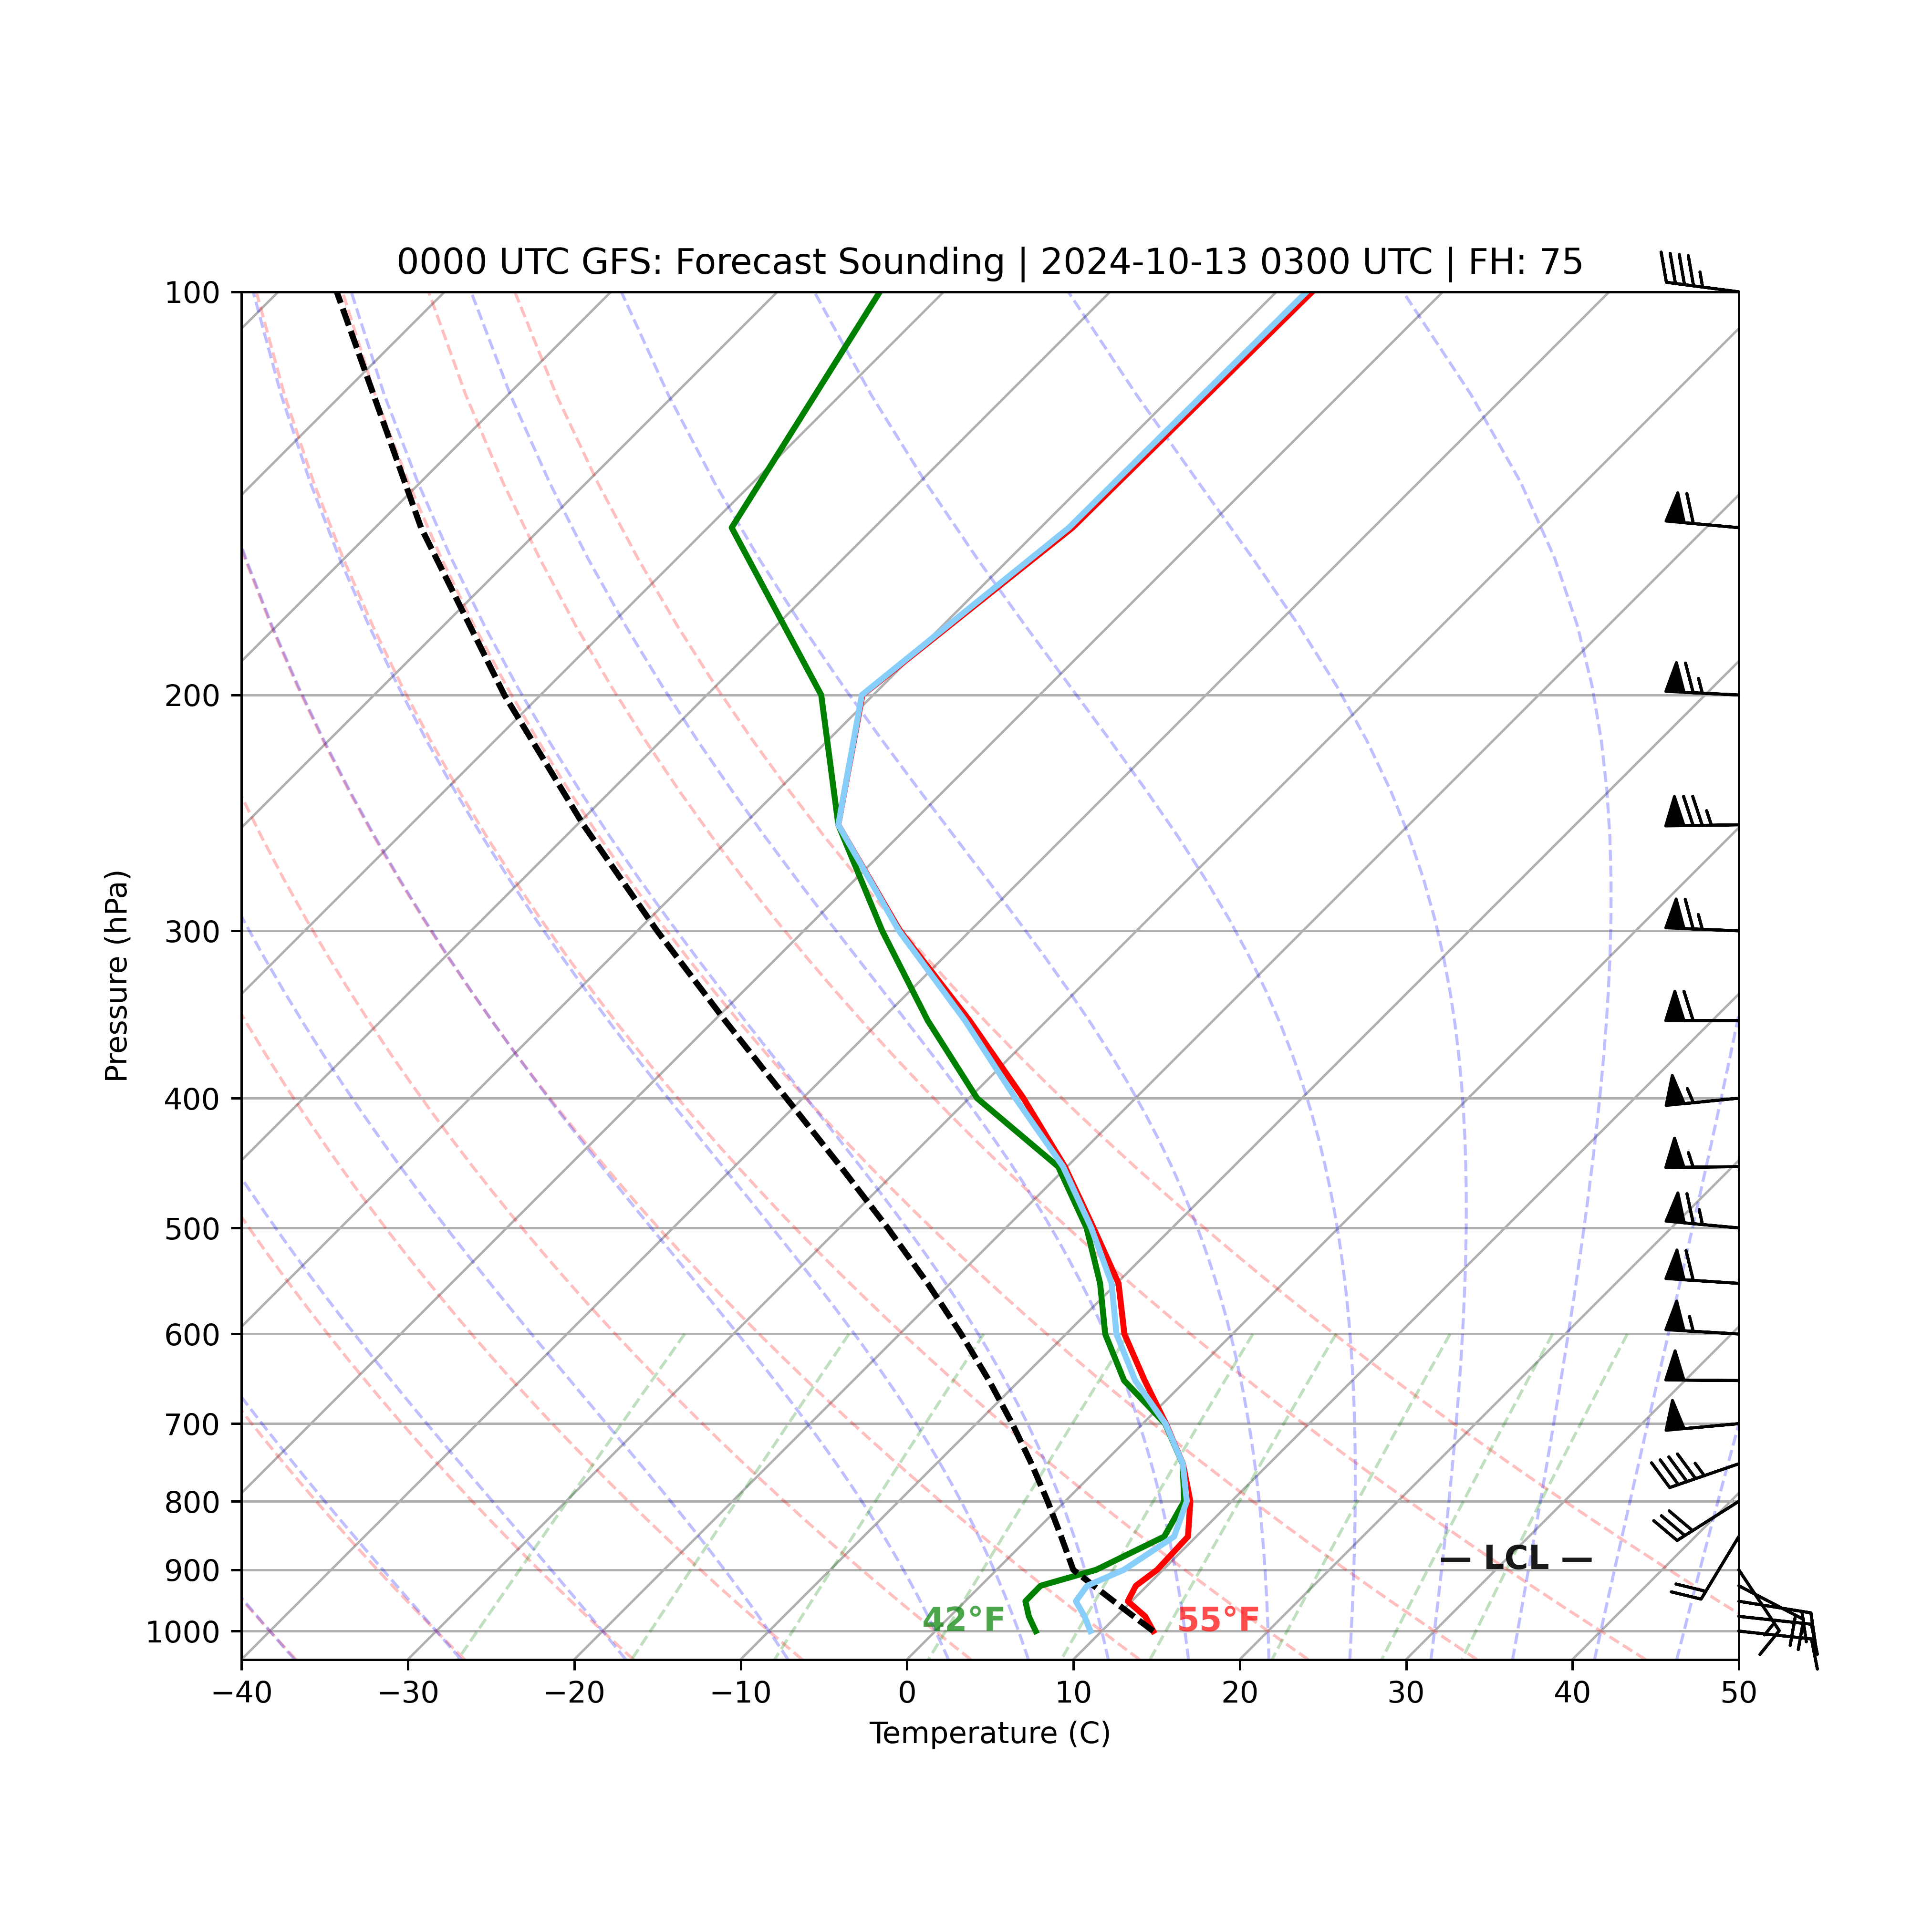 0000 UTC GFS: Forecast Sounding | 2024-10-13 0300 UTC | FH: 75
100
200
300
400
500
600
700
800
900
1000
Pressure (hPa)
— LCL —
42°F
55°F
−40 −30 −20 −10 0 10 20 30 40 50
Temperature (C)